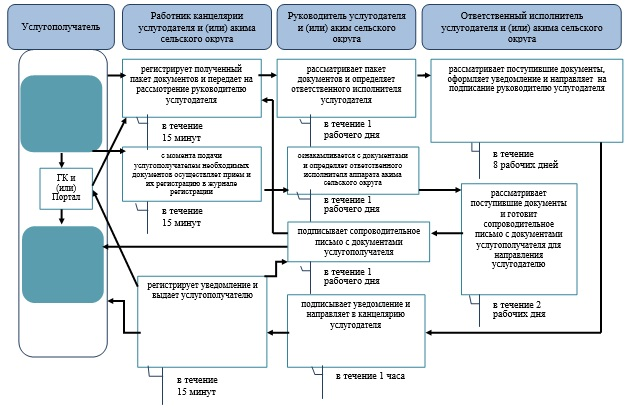 Услугополучатель
Работник канцелярии
услугодателя и (или) акима
сельского округа
Руководитель услугодателя
и (или) аким сельского
округа
Ответственный исполнитель
услугодателя и (или) акима сельского
округа
регистрирует полученный
пакет документов и передает на
рассмотрение руководителю
услугодателя
в течение
15 минут
рассматривает пакет
документов и определяет
ответственного исполнителя
услугодателя
в течение 1
рабочего дня
рассматривает поступившие документы,
оформляет уведомление и направляет на
подписание руководителю услугодателя
в течение
8 рабочих дней
ГК и
(или)
Портал
с момента подачи
услугополучателем необходимых
документов осуществляет прием и
их регистрацию в журнале
регистрации
в течение
15 минут
ознакамливается с документами
и определяет ответственного
исполнителя аппарата акима
сельского округа
в течение 1
рабочего дня
рассматривает
поступившие документы
и готовит
сопроводительное
письмо с документами
услугополучателя для
направления
услугодателю
в течение 2
рабочих дня
подписывает сопроводительное
письмо с документами
услугополучателя
в течение 1
рабочего дня
регистрирует уведомление и
выдает услугополучателю
в течение
15 минут
подписывает уведомление и
направляет в канцелярию
услугодателя
в течение 1 часа